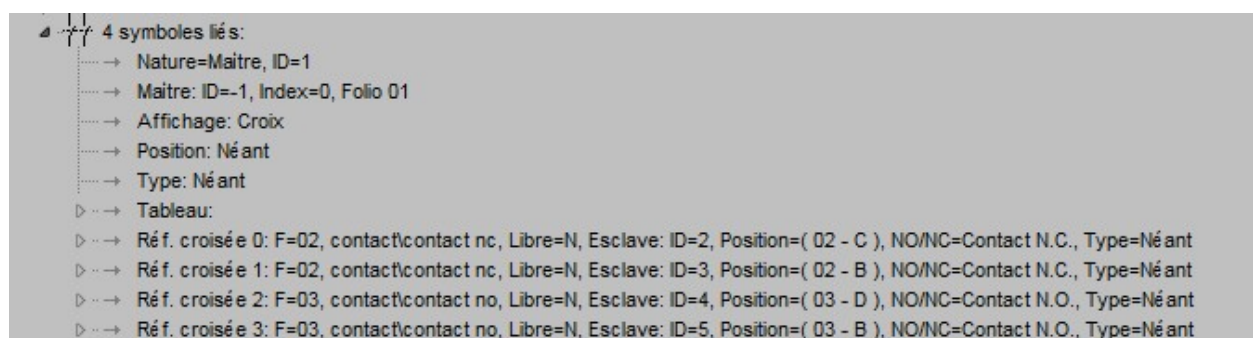 4 symboles liés:
Nature=Maitre, ID=1
Maitre: ID=-1, Index=0, Folio 01
Affichage: Croix
Position: Néant
Type: Néant
Tableau:
Réf. croisée 0: F=02, contact\contact nc, Libre=N, Esclave: ID=2, Position=( 02 - C ), NO/NC=Contact N.C., Type=Néant
Réf. croisée 1: F=02, contact\contact nc, Libre=N, Esclave: ID=3, Position=( 02 - B ), NO/NC=Contact N.C., Type=Néant
Réf. croisée 2: F=03, contact\contact no, Libre=N, Esclave: ID=4, Position=( 03 - D ), NO/NC=Contact N.O., Type=Néant
Réf. croisée 3: F=03, contact\contact no, Libre=N, Esclave: ID=5, Position=( 03 - B ), NO/NC=Contact N.O., Type=Néant